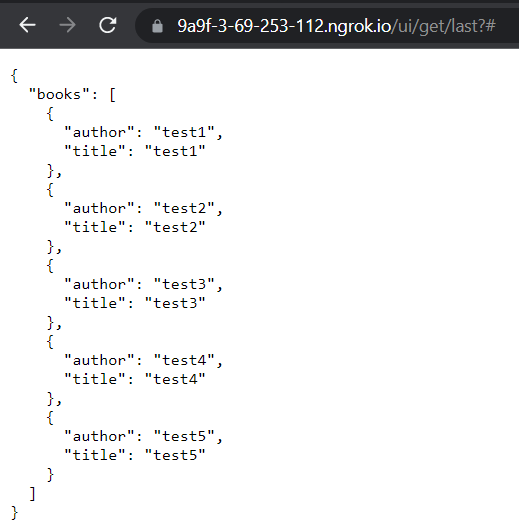 9a9f-3-69-253-112.ngrok.io/ui/get/last?#
{
  "books": [
    {
      "author": "test1",
      "title": "test1"
    },
    {
      "author": "test2",
      "title": "test2"
    },
    {
      "author": "test3",
      "title": "test3"
    },
    {
      "author": "test4",
      "title": "test4"
    },
    {
      "author": "test5",
      "title": "test5"
    }
  ]
}